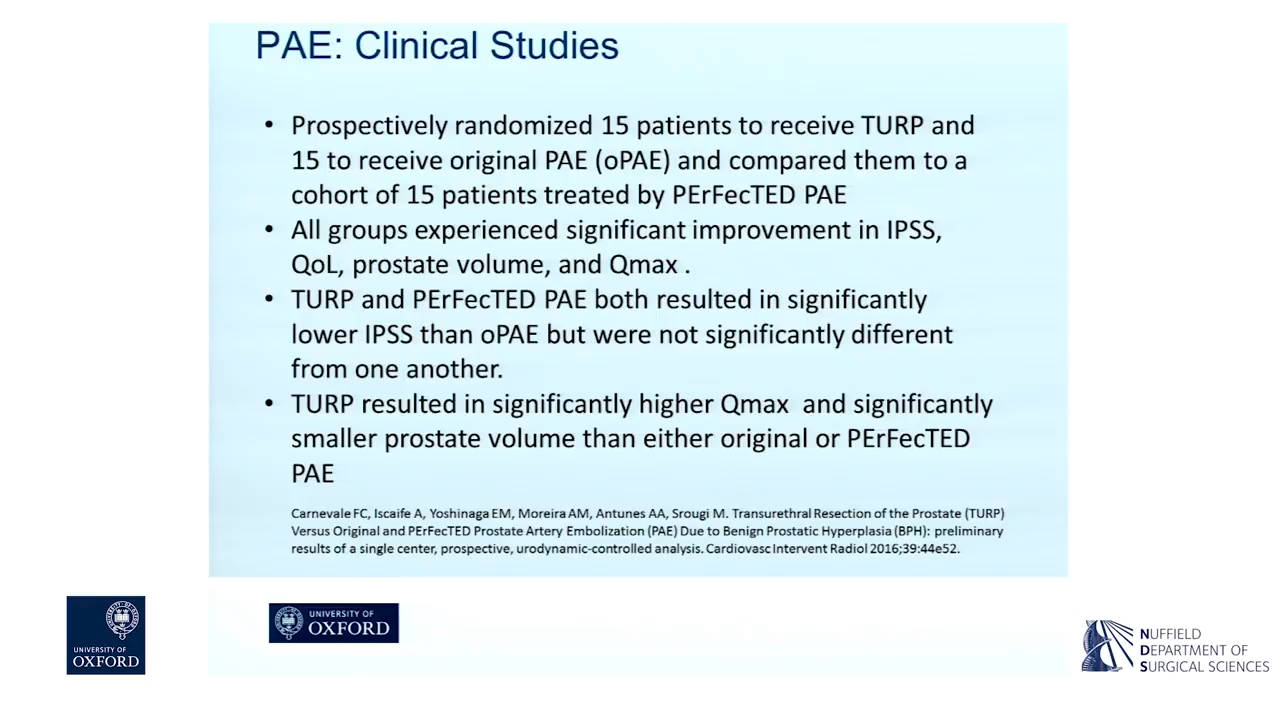 PAE: Clinical Studies
• Prospectively randomized 15 patients to receive TURP and
15 to receive original PAE (oPAE) and compared them to a
cohort of 15 patients treated by PErFecTED PAE
• All groups experienced significant improvement in IPSS,
QoL, prostate volume, and Qmax .
• TURP and PErFecTED PAE both resulted in significantly
lower IPSS than oPAE but were not significantly different
from one another.
• TURP resulted in significantly higher Qmax and significantly
smaller prostate volume than either original or PErFecTED
PAE
Carnevale FC, Iscaife A, Yoshinaga EM, Moreira AM, Antunes AA, Srougi M. Transurethral Resection of the Prostate (TURP)
Versus Original and PErFecTED Prostate Artery Embolization (PAE) Due to Benign Prostatic Hyperplasia (BPH): preliminary
results of a single center, prospective, urodynamic-controlled analysis. Cardiovasc Intervent Radiol 2016;39:44e52.
UNIVERSITY OF
OXFORD
UNIVERSITY OF
OXFORD
NUFFIELD
DEPARTMENT OF
SURGICAL SCIENCES